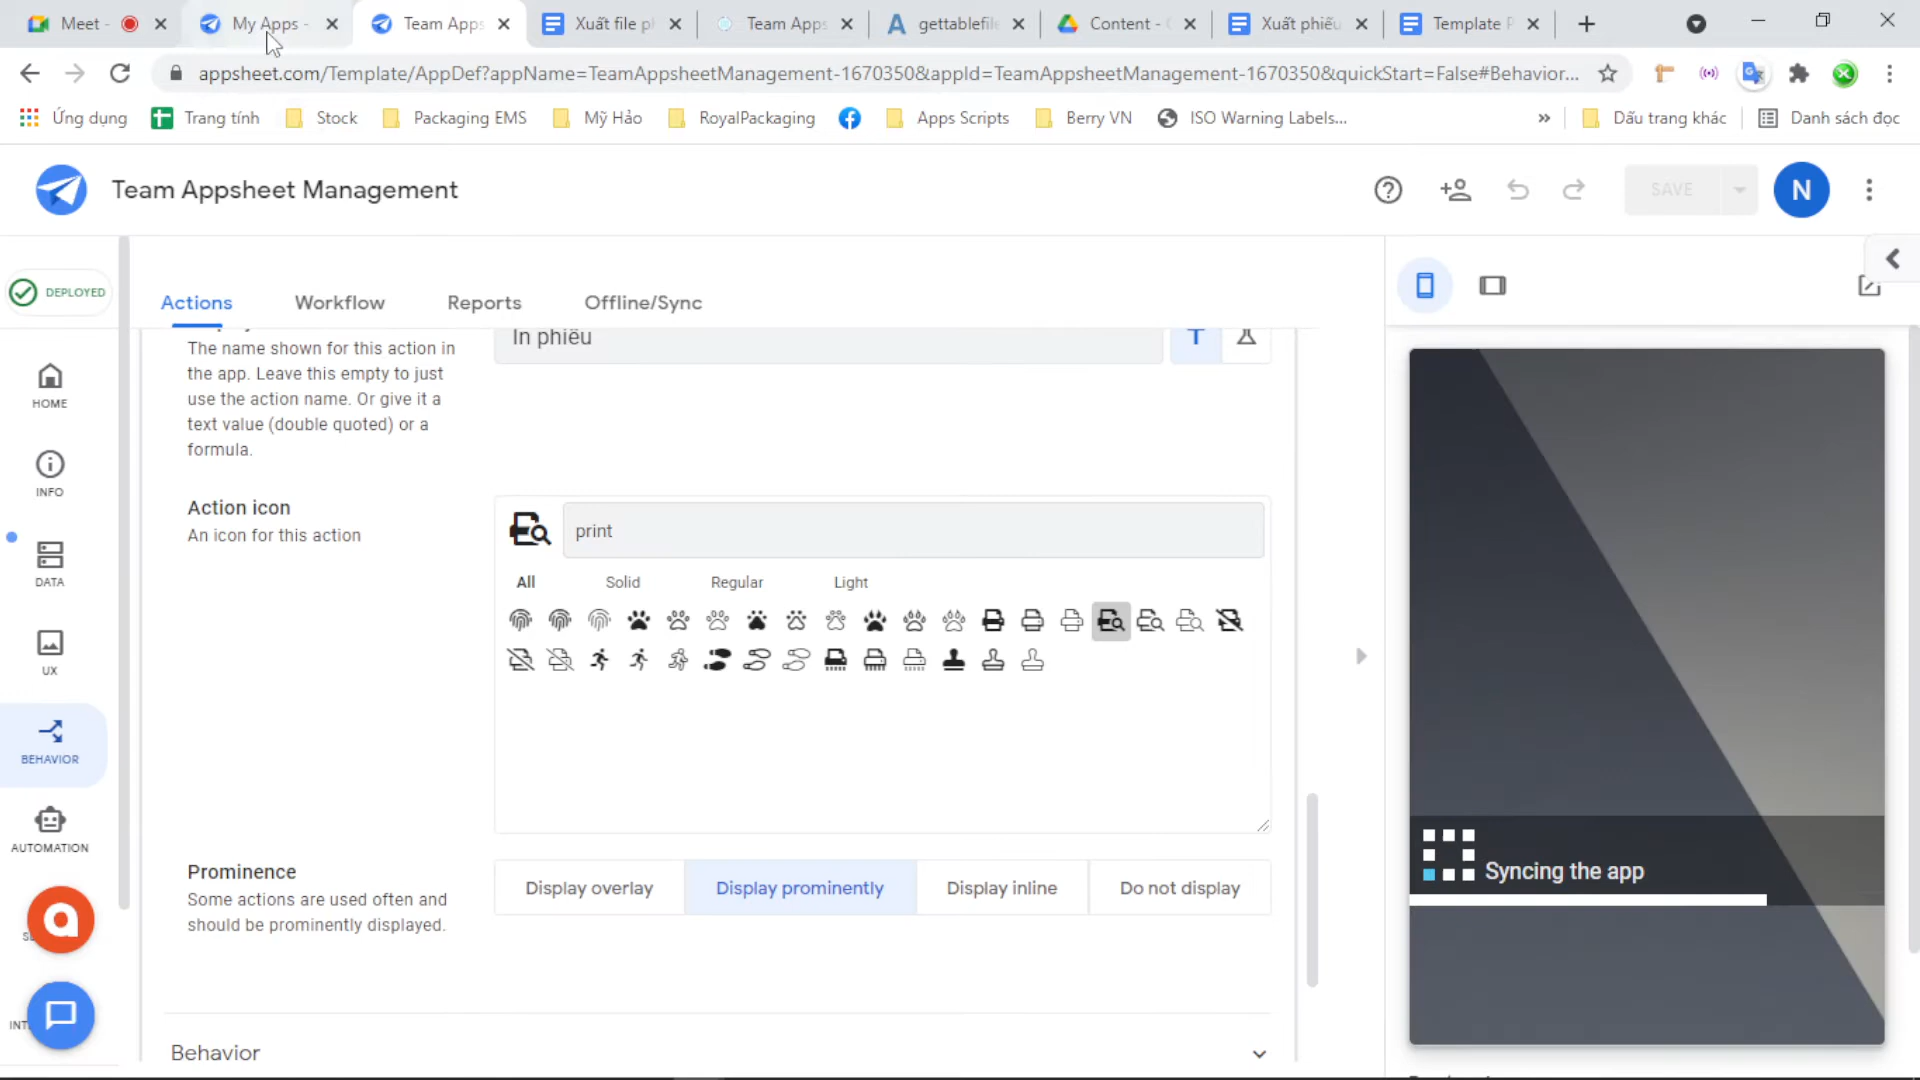 Meet -
My Apps -
Team Apps
Xuất file p
Team Apps
gettablefile
Content -
Xuất phiếu
Template P
appsheet.com/Template/AppDef?appName=TeamAppsheetManagement-1670350&appId=TeamAppsheetManagement-1670350&quickStart=False#Behavior...
Ứng dụng
Trang tính
Stock
Packaging EMS
Mỹ Hảo
RoyalPackaging
Apps Scripts
Berry VN
ISO Warning Labels...
»
Dấu trang khác
Danh sách đọc
Team Appsheet Management
SAVE
N
DEPLOYED
Actions
Workflow
Reports
Offline/Sync
HOME
INFO
DATA
UX
BEHAVIOR
AUTOMATION
The name shown for this action in
the app. Leave this empty to just
use the action name. Or give it a
text value (double quoted) or a
formula.
In phiếu
Action icon
An icon for this action
print
All
Solid
Regular
Light
Prominence
Some actions are used often and
should be prominently displayed.
Display overlay
Display prominently
Display inline
Do not display
Behavior
Syncing the app